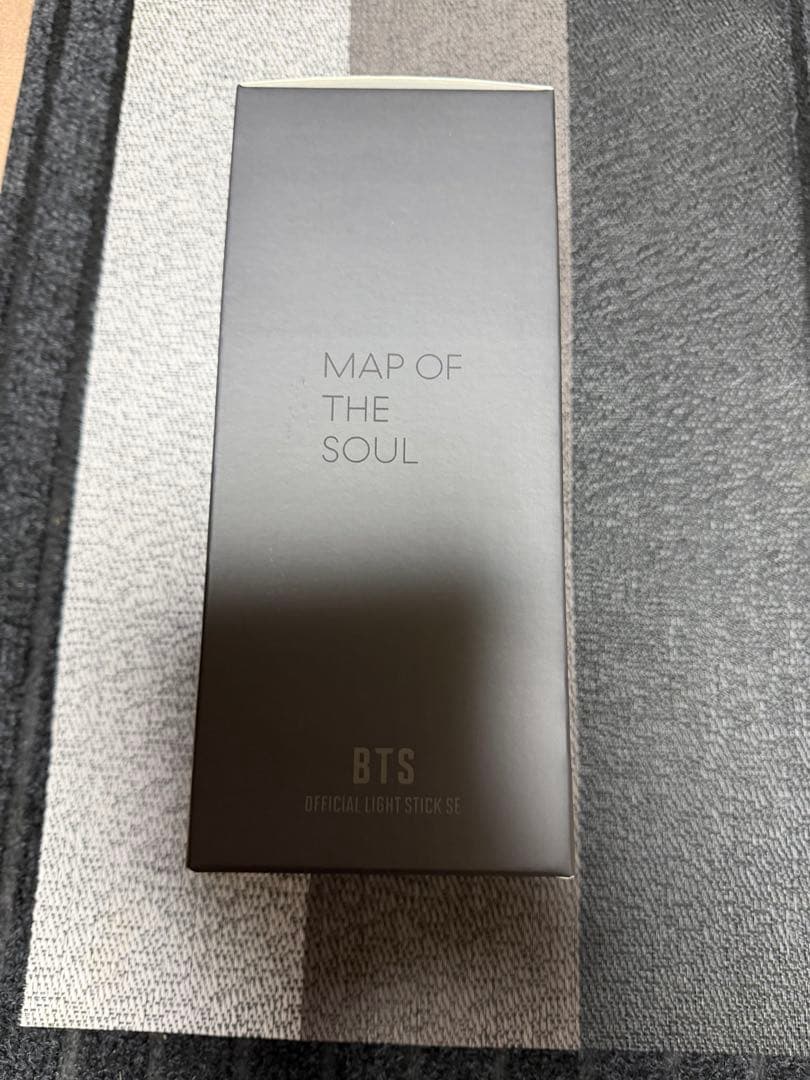 MAP OF
THE
SOUL
BTS
OFFICIAL LIGHT STICK SE